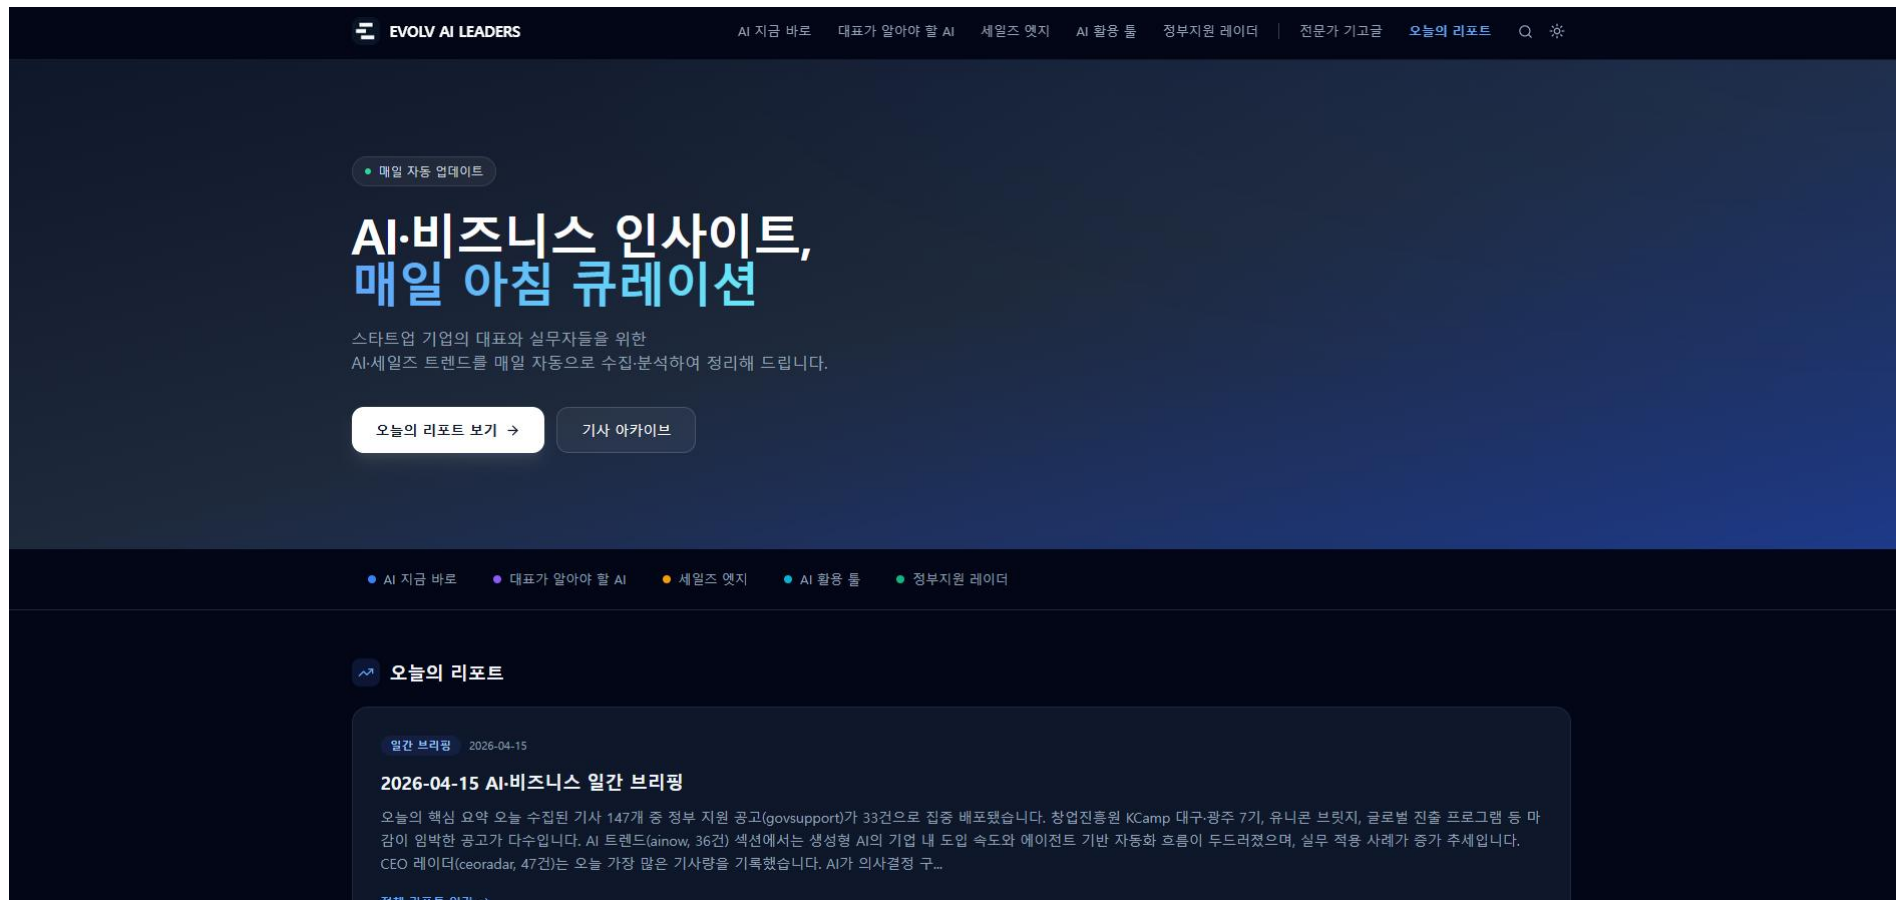 EVOLV AI LEADERS
AI 지금 바로
대표가 알아야 할 AI
세일즈 엣지
AI 활용 툴
정부지원 레이더
전문가 기고글
오늘의 리포트
매일 자동 업데이트
AI·비즈니스 인사이트,
매일 아침 큐레이션
스타트업 기업의 대표와 실무자들을 위한
AI·세일즈 트렌드를 매일 자동으로 수집·분석하여 정리해 드립니다.
오늘의 리포트 보기 →
기사 아카이브
AI 지금 바로
대표가 알아야 할 AI
세일즈 엣지
AI 활용 툴
정부지원 레이더
오늘의 리포트
일간 브리핑 2026-04-15
2026-04-15 AI·비즈니스 일간 브리핑
오늘의 핵심 요약 오늘 수집된 기사 147개 중 정부 지원 공고(govsupport)가 33건으로 집중 배포됐습니다. 창업진흥원 KCamp 대구·광주 7기, 유니콘 브릿지, 글로벌 진출 프로그램 등 마
감이 임박한 공고가 다수입니다. AI 트렌드(ainow, 36건) 섹션에서는 생성형 AI의 기업 내 도입 속도와 에이전트 기반 자동화 흐름이 두드러졌으며, 실무 적용 사례가 증가 추세입니다.
CEO 레이더(ceoradar, 47건)는 오늘 가장 많은 기사량을 기록했습니다. AI가 의사결정 구...